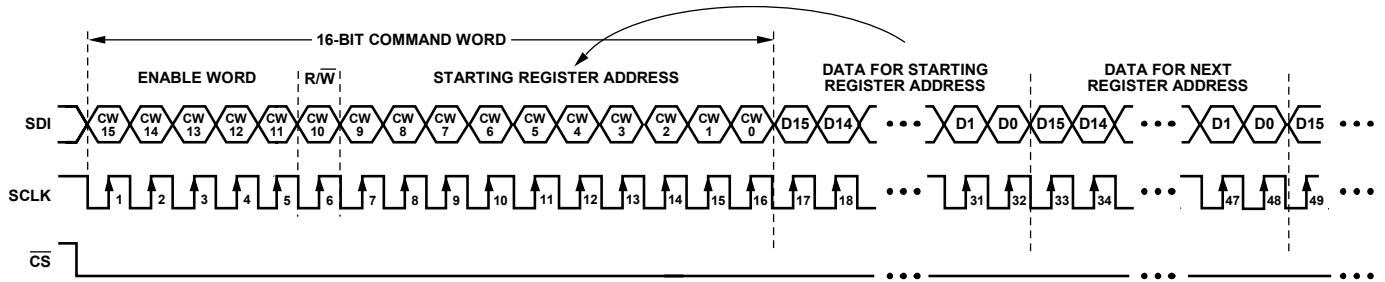 16-BIT COMMAND WORD
ENABLE WORD R/W̅ STARTING REGISTER ADDRESS DATA FOR STARTING REGISTER ADDRESS DATA FOR NEXT REGISTER ADDRESS
SDI CW 15 CW 14 CW 13 CW 12 CW 11 CW 10 CW 9 CW 8 CW 7 CW 6 CW 5 CW 4 CW 3 CW 2 CW 1 CW 0 D15 D14 D1 D0 D15 D14 D1 D0 D15
SCLK 1 2 3 4 5 6 7 8 9 10 11 12 13 14 15 16 17 18 31 32 33 34 47 48 49
C̅S̅